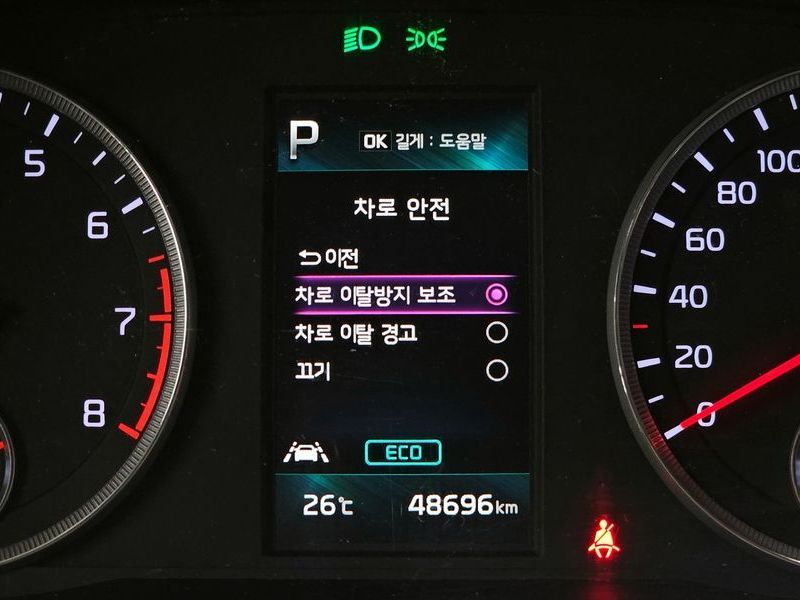 P
OK 길게 : 도움말
차로 안전
이전
차로 이탈방지 보조
차로 이탈 경고
끄기
ECO
26℃ 48696km
5
6
7
8
100
80
60
40
20
0